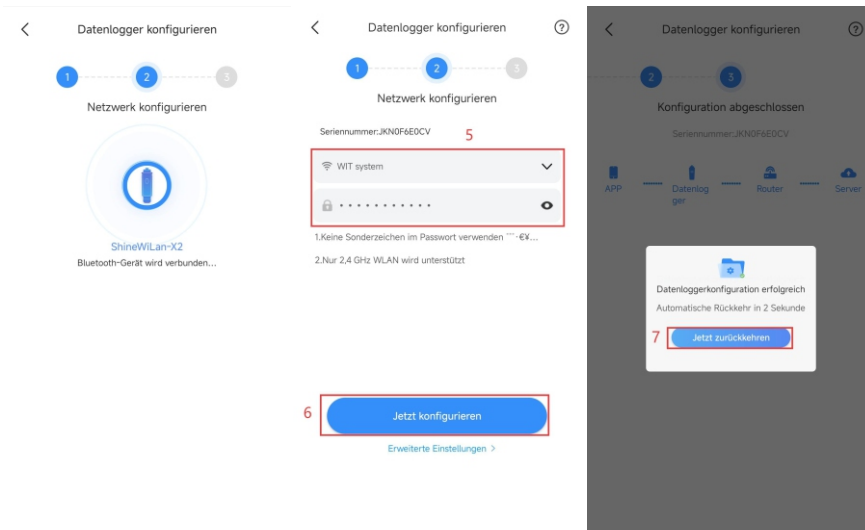 Datenlogger konfigurieren
1
2
3
Netzwerk konfigurieren
ShineWiLan-X2
Bluetooth-Gerät wird verbunden...
Datenlogger konfigurieren
?
1
2
3
Netzwerk konfigurieren
Seriennummer:JKN0F6E0CV
5
WIT system
1.Keine Sonderzeichen im Passwort verwenden ~`··€¥...
2.Nur 2,4 GHz WLAN wird unterstützt
6
Jetzt konfigurieren
Erweiterte Einstellungen >
Datenlogger konfigurieren
?
2
3
Konfiguration abgeschlossen
Seriennummer:JKN0F6E0CV
APP
Datenlog
ger
Router
Server
Datenloggerkonfiguration erfolgreich
Automatische Rückkehr in 2 Sekunde
7
Jetzt zurückkehren